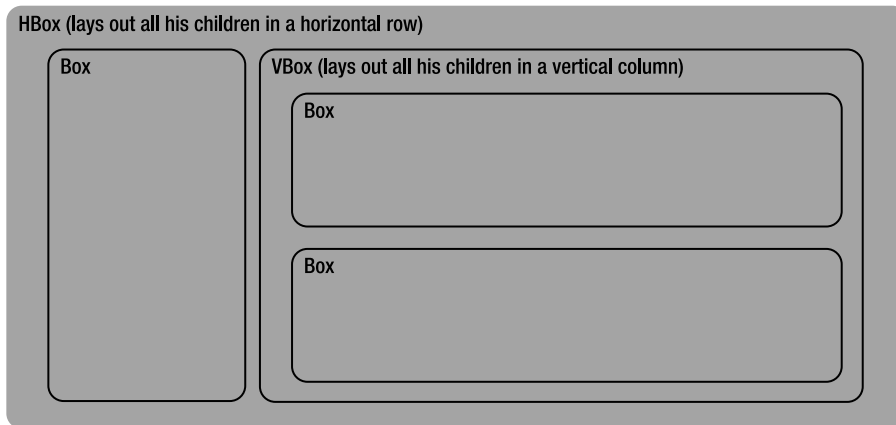 HBox (lays out all his children in a horizontal row)
Box
VBox (lays out all his children in a vertical column)
Box
Box